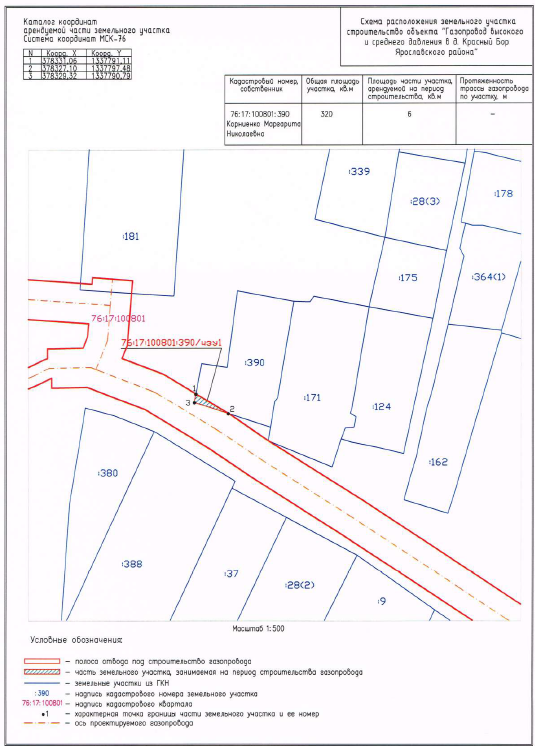 Каталог координат
арендуемой части земельного участка
Система координат МСК-76
N Коорд. X Коорд. Y
1 378331,06 1337791,11
2 378327,10 1337797,48
3 378329,32 1337790,79
Схема расположения земельного участка
строительство объекта "Газопровод высокого
и среднего давления в д. Красный Бор
Ярославского района"
Кадастровый номер, собственник
Общая площадь участка, кв.м
Площадь части участка, арендуемой на период строительства, кв.м
Протяженность трассы газопровода по участку, м
76:17:100801:390
Корниенко Маргарита
Николаевна
320
6
–
:339
:28(3)
:178
:181
:175
:364(1)
76:17:100801
76:17:100801:390/чзу1
:390
:171
:124
1
3
2
:162
:380
:388
:37
:28(2)
:9
Масштаб 1:500
Условные обозначения:
– полоса отвода под строительство газопровода
– часть земельного участка, занимаемая на период строительства газопровода
– земельные участки из ГКН
:390 – надпись кадастрового номера земельного участка
76:17:100801 – надпись кадастрового квартала
1 – характерная точка границы части земельного участка и ее номер
– ось проектируемого газопровода